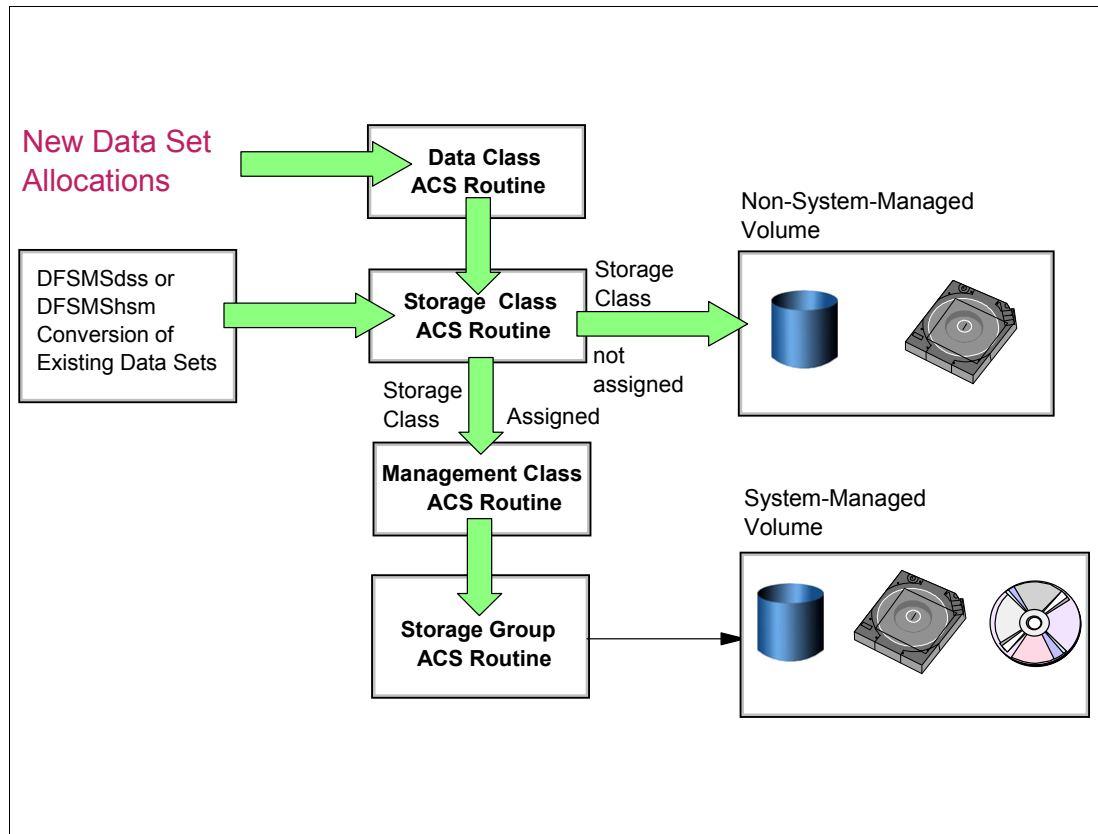 New Data Set
Allocations
Data Class
ACS Routine
Non-System-Managed
Volume
DFSMSdss or
DFSMShsm
Conversion of
Existing Data Sets
Storage Class
ACS Routine
Storage
Class
not
assigned
Storage
Class
Assigned
Management Class
ACS Routine
System-Managed
Volume
Storage Group
ACS Routine